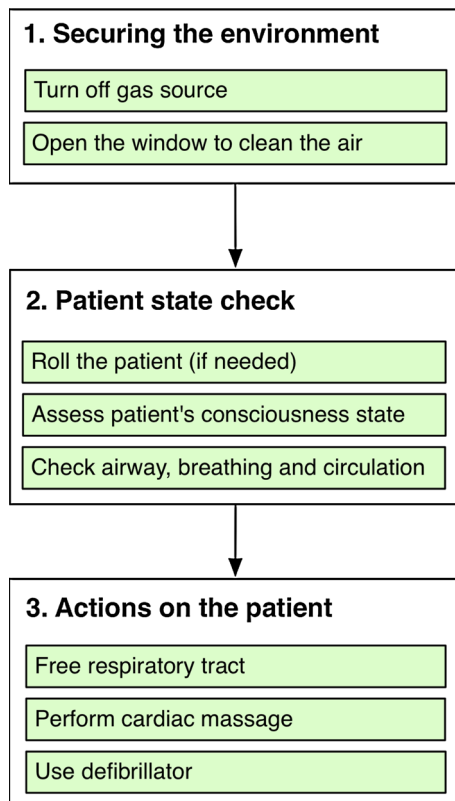 1. Securing the environment
Turn off gas source
Open the window to clean the air
2. Patient state check
Roll the patient (if needed)
Assess patient's consciousness state
Check airway, breathing and circulation
3. Actions on the patient
Free respiratory tract
Perform cardiac massage
Use defibrillator